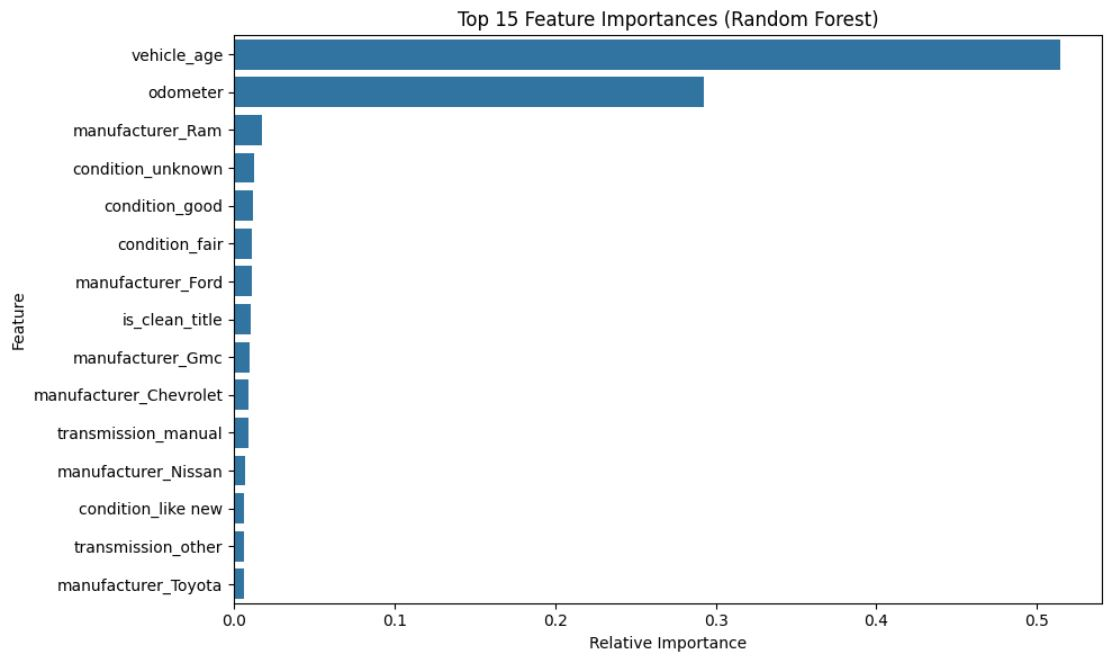 Top 15 Feature Importances (Random Forest)
vehicle_age
odometer
manufacturer_Ram
condition_unknown
condition_good
condition_fair
manufacturer_Ford
is_clean_title
manufacturer_Gmc
manufacturer_Chevrolet
transmission_manual
manufacturer_Nissan
condition_like new
transmission_other
manufacturer_Toyota
Feature
0.0 0.1 0.2 0.3 0.4 0.5
Relative Importance